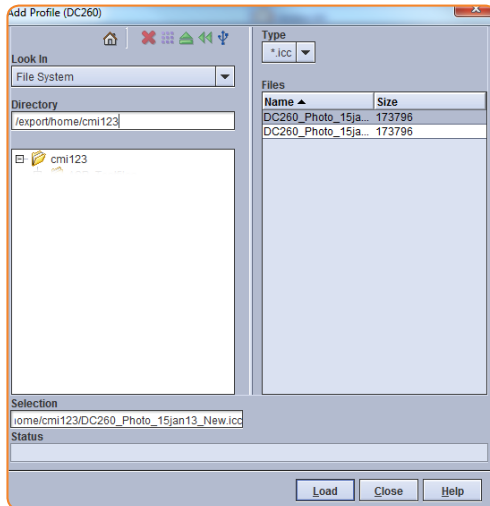 Add Profile (DC260)
Look In
File System
Directory
/export/home/cmi123
cmi123
Selection
ome/cmi123/DC260_Photo_15jan13_New.icc
Status
Type
*.icc
Files
Name Size
DC260_Photo_15ja... 173796
DC260_Photo_15ja... 173796
Load Close Help